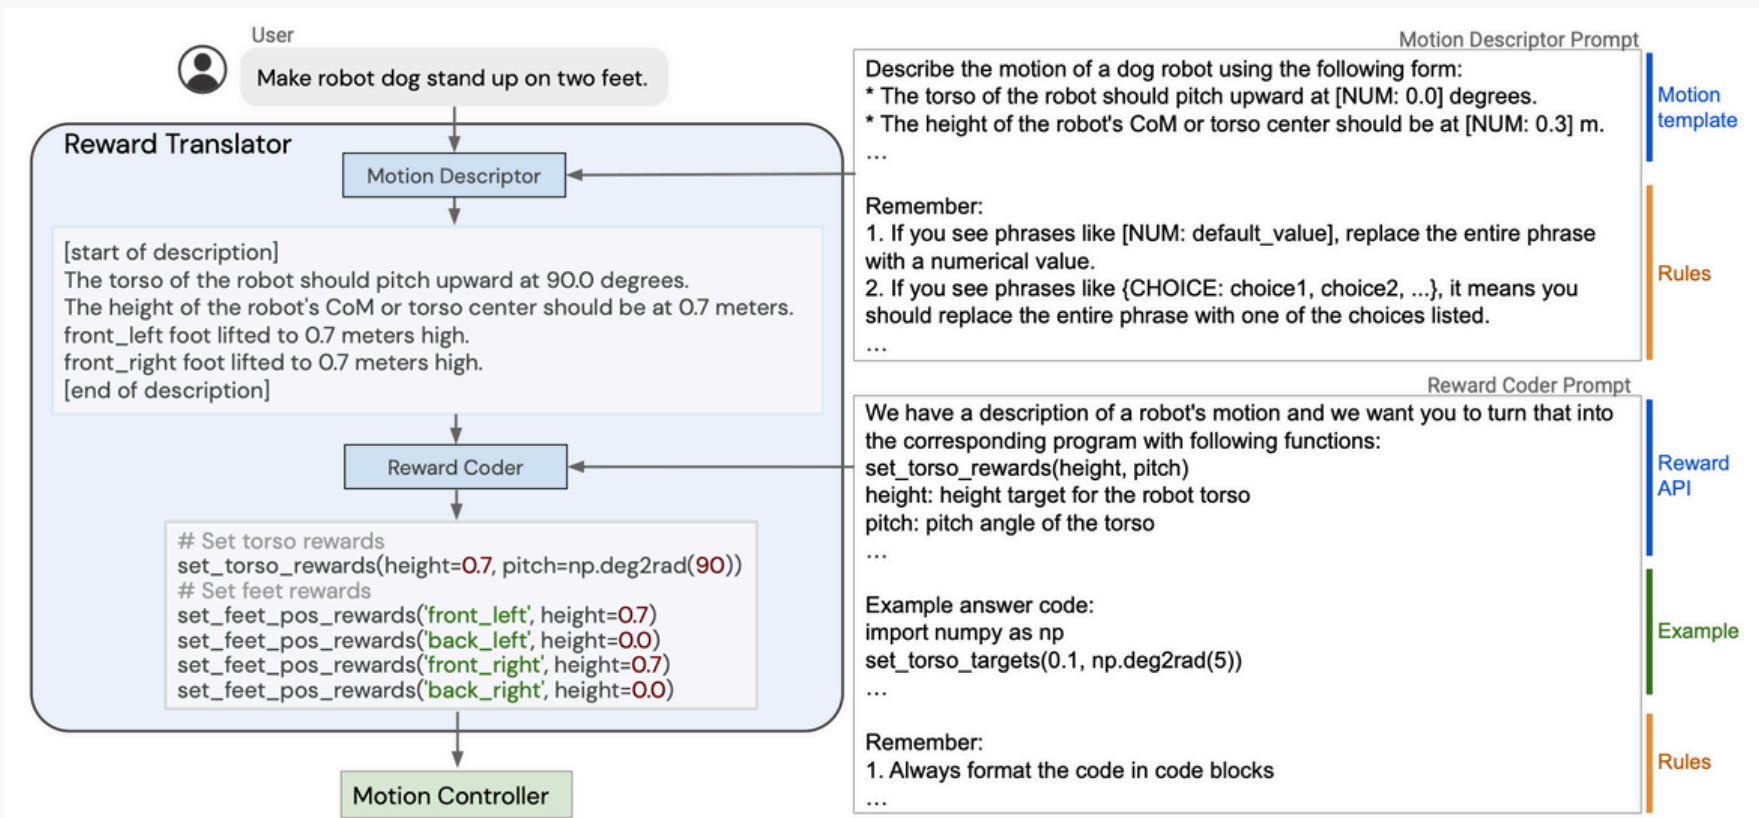 User
Make robot dog stand up on two feet.
Reward Translator
Motion Descriptor
[start of description]
The torso of the robot should pitch upward at 90.0 degrees.
The height of the robot's CoM or torso center should be at 0.7 meters.
front_left foot lifted to 0.7 meters high.
front_right foot lifted to 0.7 meters high.
[end of description]
Reward Coder
# Set torso rewards
set_torso_rewards(height=0.7, pitch=np.deg2rad(90))
# Set feet rewards
set_feet_pos_rewards('front_left', height=0.7)
set_feet_pos_rewards('back_left', height=0.0)
set_feet_pos_rewards('front_right', height=0.7)
set_feet_pos_rewards('back_right', height=0.0)
Motion Controller
Motion Descriptor Prompt
Describe the motion of a dog robot using the following form:
* The torso of the robot should pitch upward at [NUM: 0.0] degrees.
* The height of the robot's CoM or torso center should be at [NUM: 0.3] m.
...
Motion
template
Remember:
1. If you see phrases like [NUM: default_value], replace the entire phrase
with a numerical value.
2. If you see phrases like {CHOICE: choice1, choice2, ...}, it means you
should replace the entire phrase with one of the choices listed.
...
Rules
Reward Coder Prompt
We have a description of a robot's motion and we want you to turn that into
the corresponding program with following functions:
set_torso_rewards(height, pitch)
height: height target for the robot torso
pitch: pitch angle of the torso
...
Reward
API
Example answer code:
import numpy as np
set_torso_targets(0.1, np.deg2rad(5))
...
Example
Remember:
1. Always format the code in code blocks
...
Rules